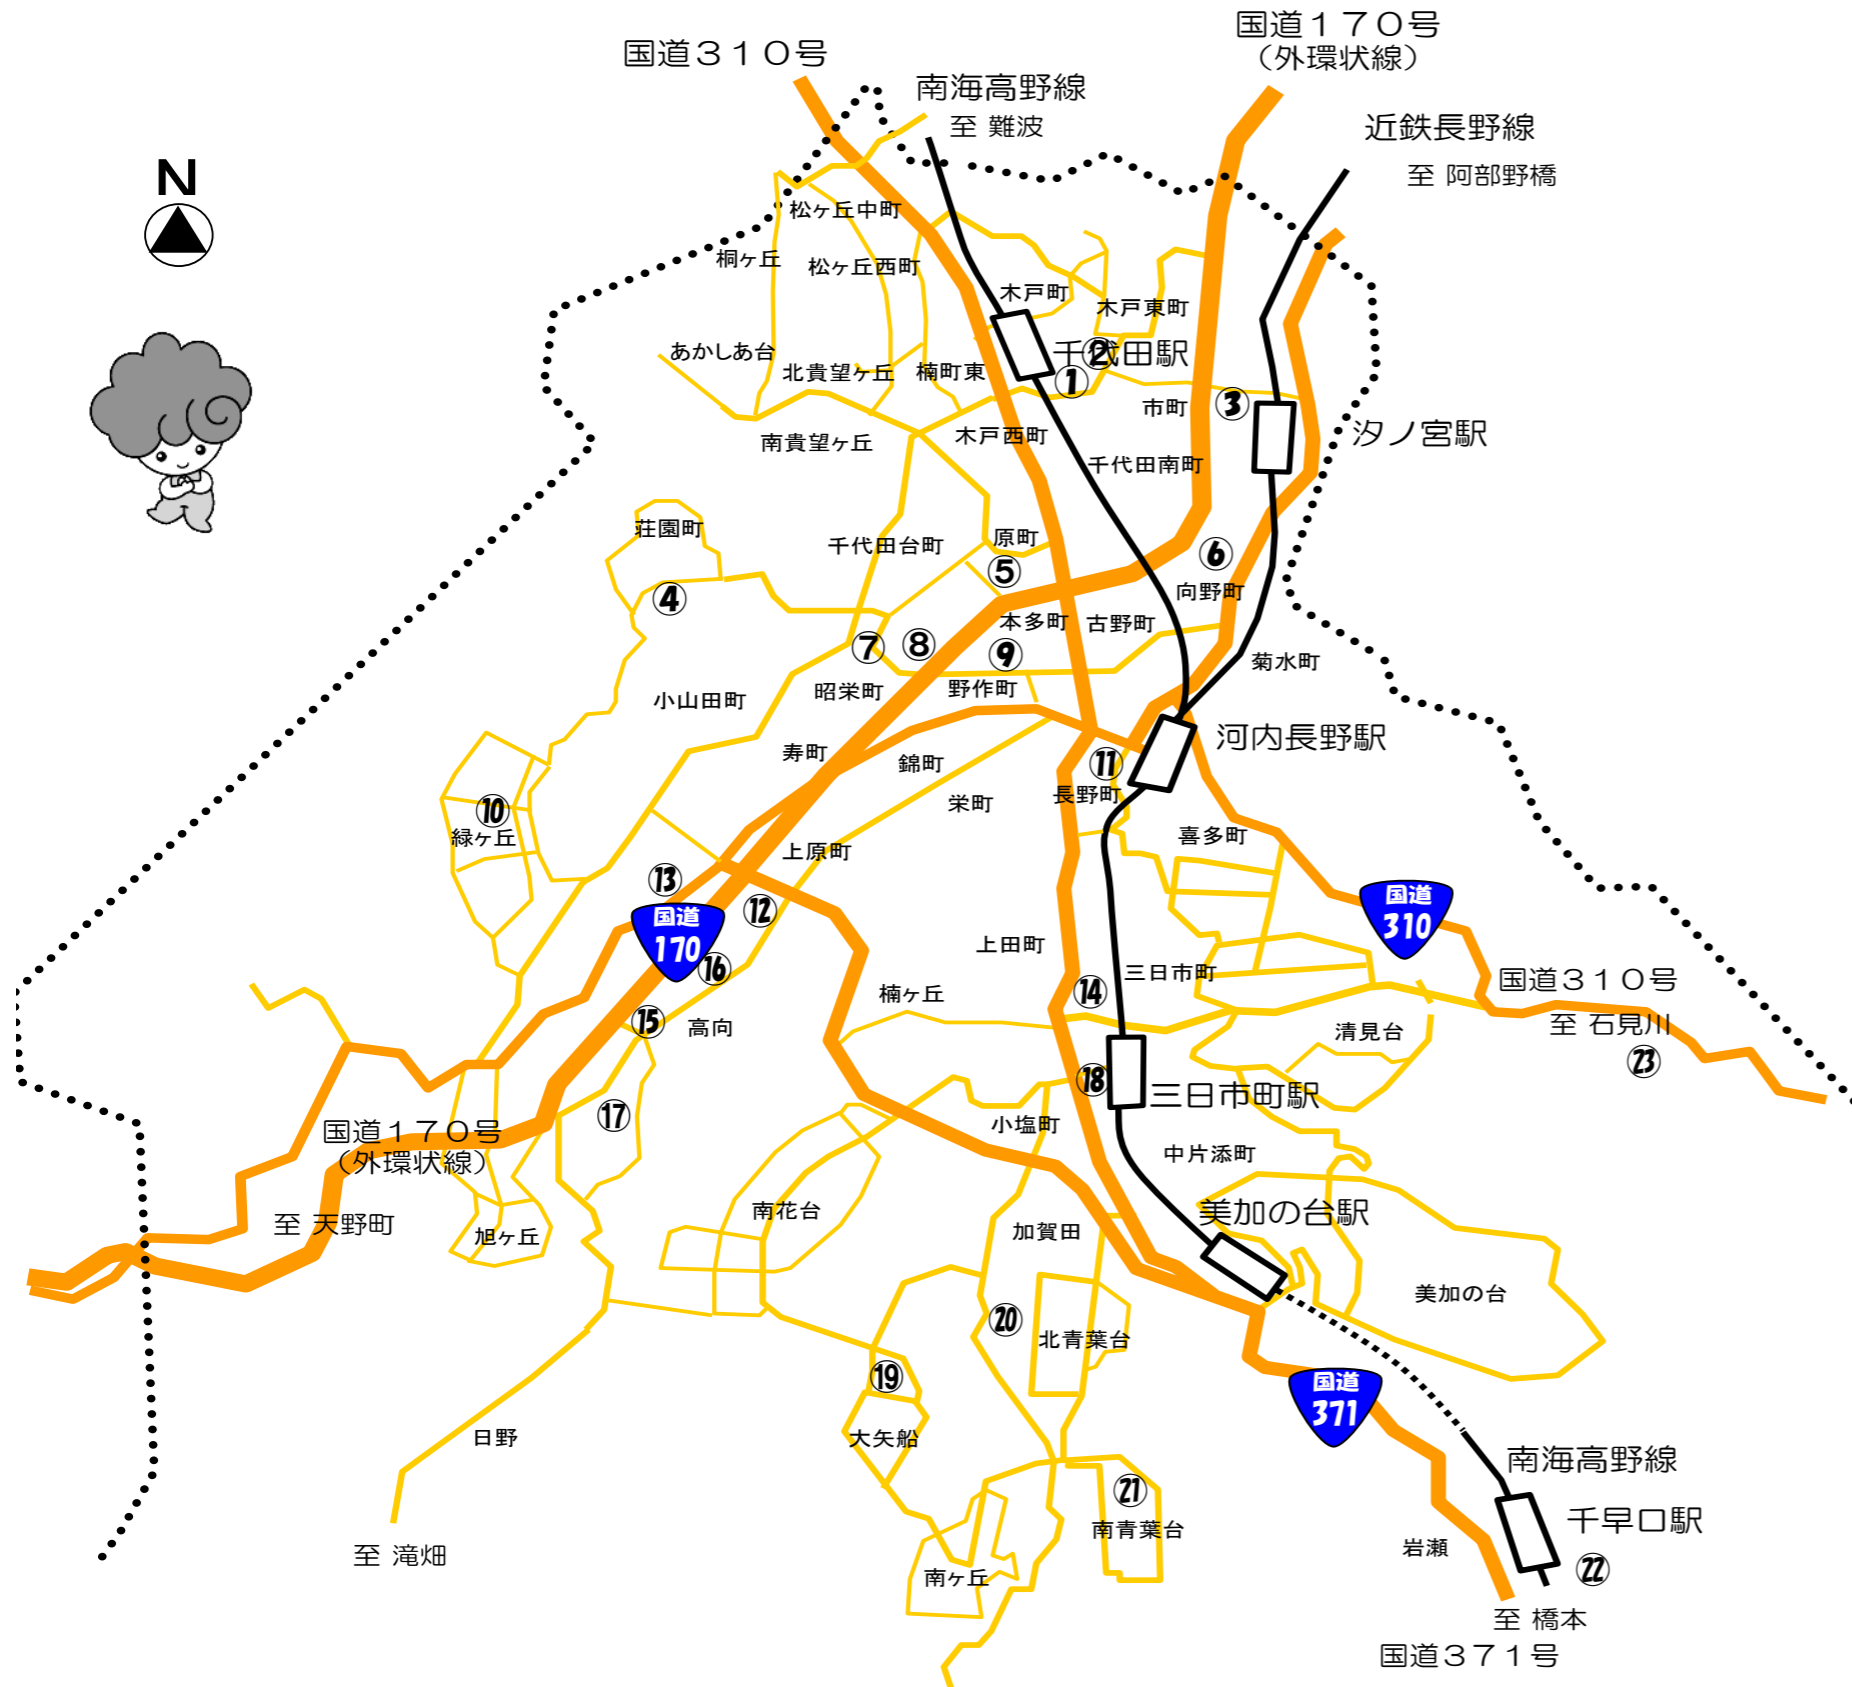 国道１７０号
（外環状線）
国道３１０号
南海高野線
至 難波
近鉄長野線
至 阿部野橋
N
松ヶ丘中町
桐ヶ丘
松ヶ丘西町
木戸町
木戸東町
あかしあ台
千代田駅
②
①
北貴望ヶ丘
楠町東
市町
③
汐ノ宮駅
南貴望ヶ丘
木戸西町
千代田南町
荘園町
千代田台町
原町
⑤
⑥
向野町
④
本多町
古野町
⑦
⑧
⑨
菊水町
小山田町
昭栄町
野作町
河内長野駅
寿町
錦町
⑪
長野町
栄町
⑩
緑ヶ丘
喜多町
上原町
⑬
⑫
国道
170
国道
310
⑯
上田町
三日市町
国道３１０号
至 石見川
㉓
楠ヶ丘
⑭
⑮
高向
清見台
⑱
三日市町駅
⑰
小塩町
国道１７０号
（外環状線）
中片添町
至 天野町
旭ヶ丘
南花台
加賀田
美加の台駅
美加の台
⑳
北青葉台
⑲
国道
371
日野
大矢船
南海高野線
㉑
南青葉台
千早口駅
岩瀬
㉒
至 滝畑
南ヶ丘
至 橋本
国道３７１号